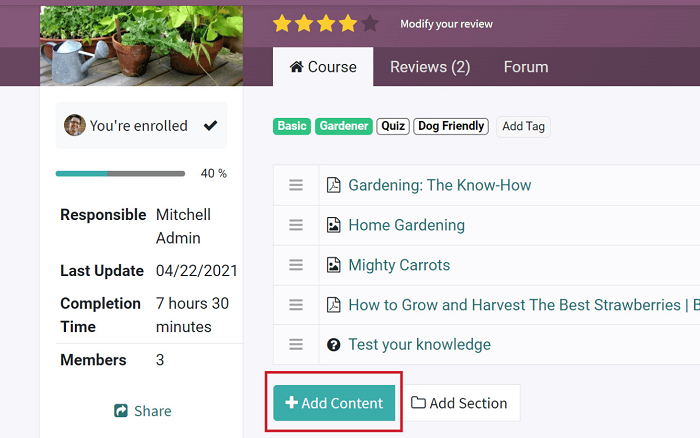 Modify your review
Course
Reviews (2)
Forum
You're enrolled
40 %
Responsible Mitchell
Admin
Last Update 04/22/2021
Completion 7 hours 30
Time minutes
Members 3
Share
Basic Gardener Quiz Dog Friendly Add Tag
Gardening: The Know-How
Home Gardening
Mighty Carrots
How to Grow and Harvest The Best Strawberries |
Test your knowledge
Add Content
Add Section